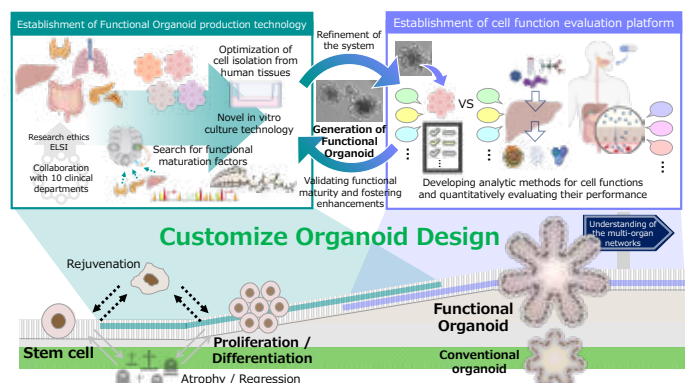 Establishment of Functional Organoid production technology
Optimization of
cell isolation from
human tissues
Novel in vitro
culture technology
Research ethics
ELSI
Collaboration
with 10 clinical
departments
Search for functional
maturation factors
Refinement of
the system
Generation of
Functional
Organoid
Validating functional
maturity and fostering
enhancements
Establishment of cell function evaluation platform
VS
Developing analytic methods for cell functions
and quantitatively evaluating their performance
Customize Organoid Design
Understanding of
the multi-organ
networks
Rejuvenation
Stem cell
Proliferation /
Differentiation
Atrophy / Regression
Functional
Organoid
Conventional
organoid